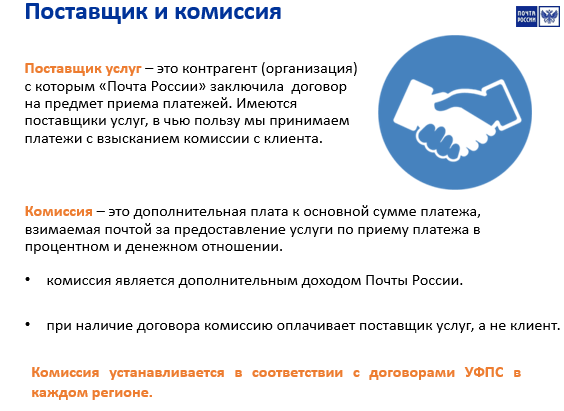 Поставщик и комиссия
ПОЧТА
РОССИИ
Поставщик услуг – это контрагент (организация)
с которым «Почта России» заключила договор
на предмет приема платежей. Имеются
поставщики услуг, в чью пользу мы принимаем
платежи с взысканием комиссии с клиента.
Комиссия – это дополнительная плата к основной сумме платежа,
взимаемая почтой за предоставление услуги по приему платежа в
процентном и денежном отношении.
• комиссия является дополнительным доходом Почты России.
• при наличие договора комиссию оплачивает поставщик услуг, а не клиент.
Комиссия устанавливается в соответствии с договорами УФПС в
каждом регионе.